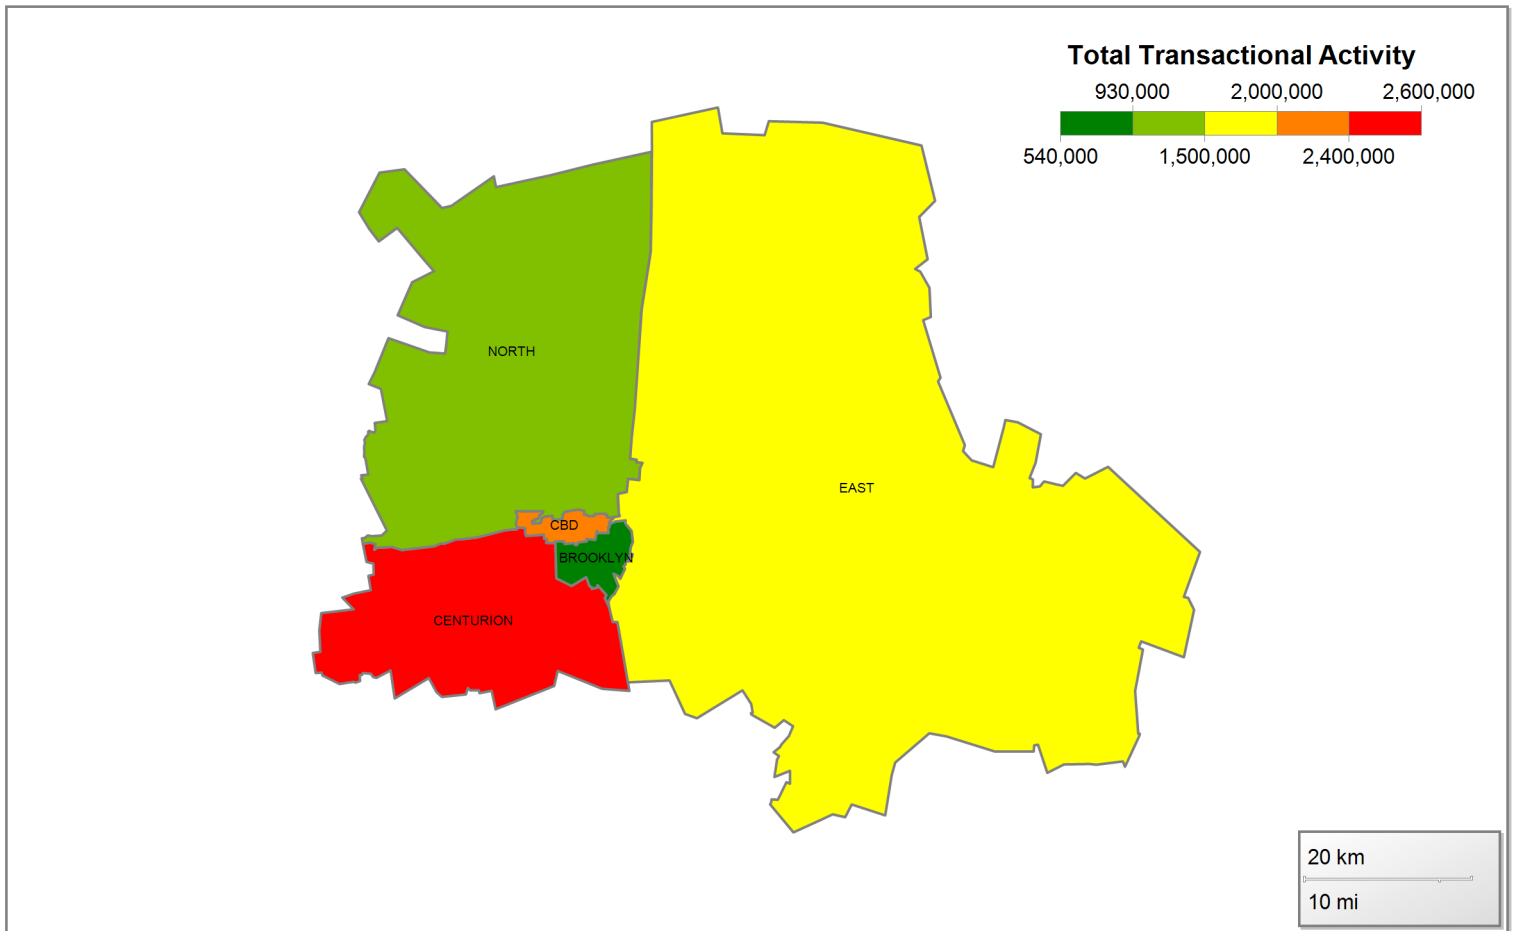 Total Transactional Activity
930,000 2,000,000 2,600,000
540,000 1,500,000 2,400,000
NORTH
EAST
CBD
BROOKLYN
CENTURION
20 km
10 mi